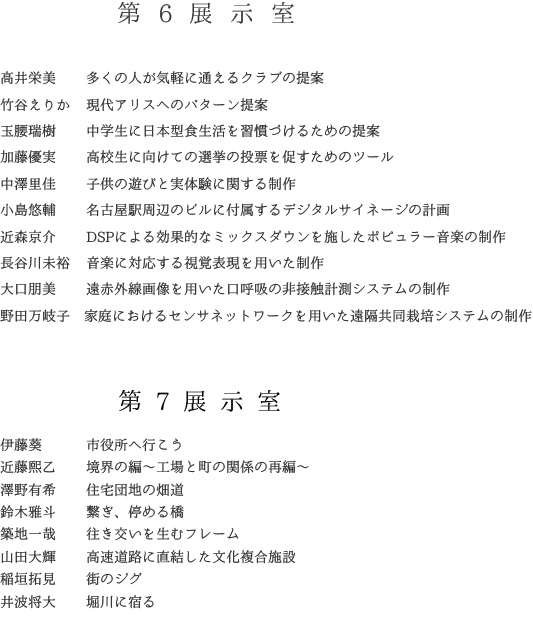 第６展示室
高井栄美　多くの人が気軽に通えるクラブの提案
竹谷えりか　現代アリスへのパターン提案
玉腰瑞樹　中学生に日本型食生活を習慣づけるための提案
加藤優実　高校生に向けての選挙の投票を促すためのツール
中澤里佳　子供の遊びと実体験に関する制作
小島悠輔　名古屋駅周辺のビルに付属するデジタルサイネージの計画
近森京介　DSPによる効果的なミックスダウンを施したポピュラー音楽の制作
長谷川未裕　音楽に対応する視覚表現を用いた制作
大口朋美　遠赤外線画像を用いた口呼吸の非接触計測システムの制作
野田万岐子　家庭におけるセンサネットワークを用いた遠隔共同栽培システムの制作
第７展示室
伊藤葵　市役所へ行こう
近藤熙乙　境界の編～工場と町の関係の再編～
澤野有希　住宅団地の畑道
鈴木雅斗　繋ぎ、停める橋
築地一哉　往き交いを生むフレーム
山田大輝　高速道路に直結した文化複合施設
稲垣拓見　街のジグ
井波将大　堀川に宿る